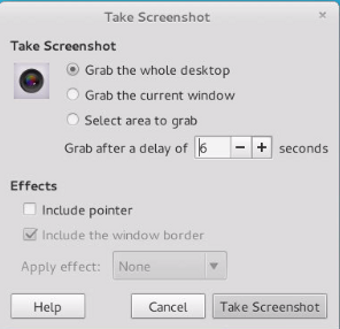 Take Screenshot
Take Screenshot
Grab the whole desktop
Grab the current window
Select area to grab
Grab after a delay of 6 − + seconds
Effects
Include pointer
Include the window border
Apply effect: None
Help Cancel Take Screenshot